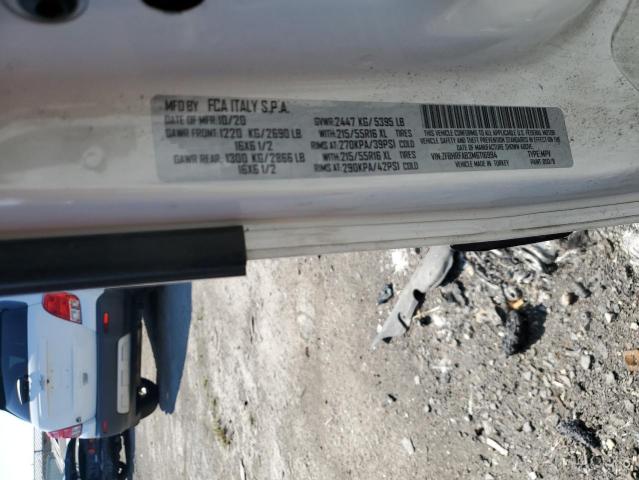 MFD BY FCA ITALY S.P.A.
DATE OF MFR: 10/20 GVWR: 2447 KG/5395 LB
GAWR FRONT: 1220 KG/2690 LB WITH: 215/55R16 XL TIRES
16X6 1/2 RIMS AT: 270KPA/39PSI COLD
GAWR REAR: 1300 KG/2866 LB WITH: 215/55R16 XL TIRES
16X6 1/2 RIMS AT: 290KPA/42PSI COLD
THIS VEHICLE CONFORMS TO ALL APPLICABLE
FEDERAL MOTOR VEHICLE SAFETY, BUMPER,
AND THEFT PREVENTION STANDARDS IN EFFECT ON THE
DATE OF MANUFACTURE SHOWN ABOVE.
TYPE: MPV
MADE IN: TURKEY